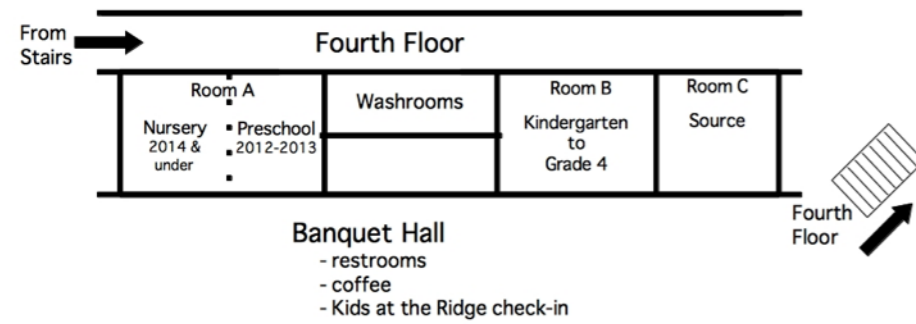 From
Stairs
Fourth Floor
Room A
Nursery
2014 &
under
Preschool
2012-2013
Washrooms
Room B
Kindergarten
to
Grade 4
Room C
Source
Fourth
Floor
Banquet Hall
- restrooms
- coffee
- Kids at the Ridge check-in